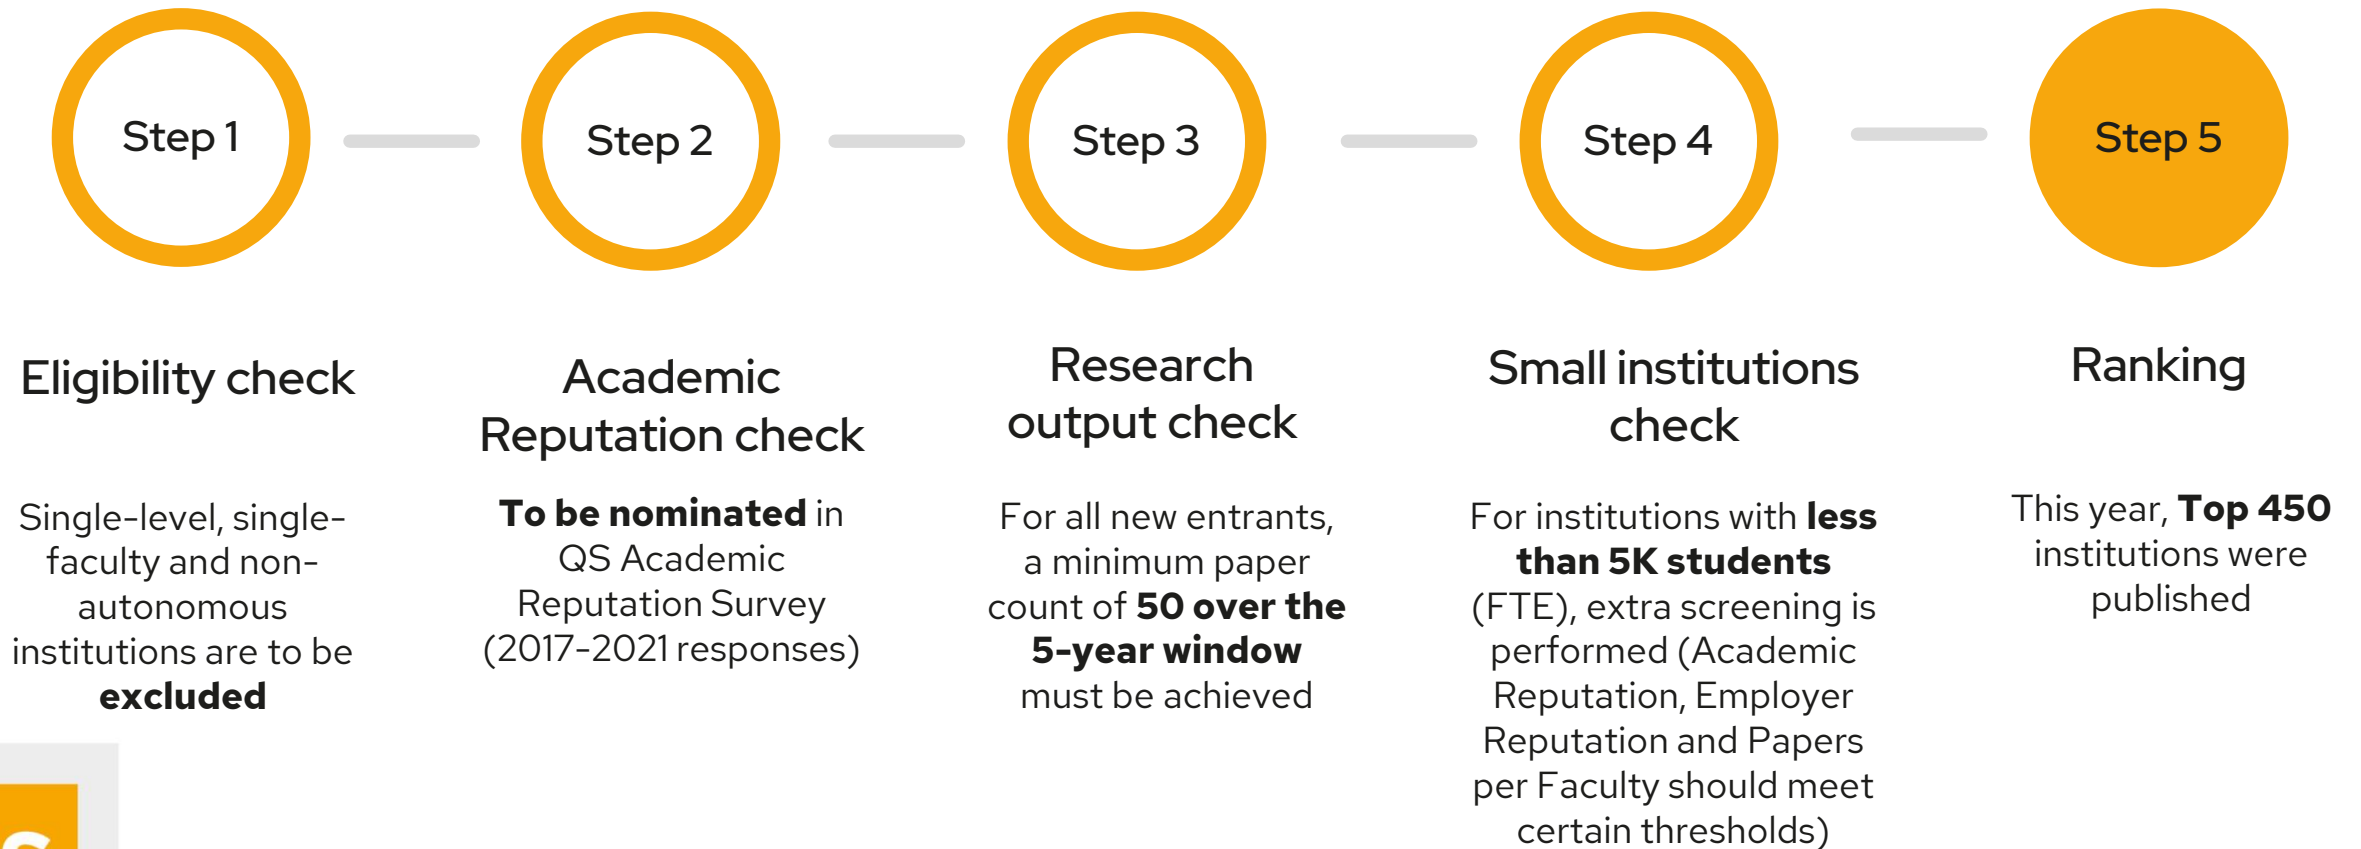 Step 1
Step 2
Step 3
Step 4
Step 5
Eligibility check
Single-level, single-
faculty and non-
autonomous
institutions are to be
excluded
Academic
Reputation check
To be nominated in
QS Academic
Reputation Survey
(2017-2021 responses)
Research
output check
For all new entrants,
a minimum paper
count of 50 over the
5-year window
must be achieved
Small institutions
check
For institutions with less
than 5K students
(FTE), extra screening is
performed (Academic
Reputation, Employer
Reputation and Papers
per Faculty should meet
certain thresholds)
Ranking
This year, Top 450
institutions were
published